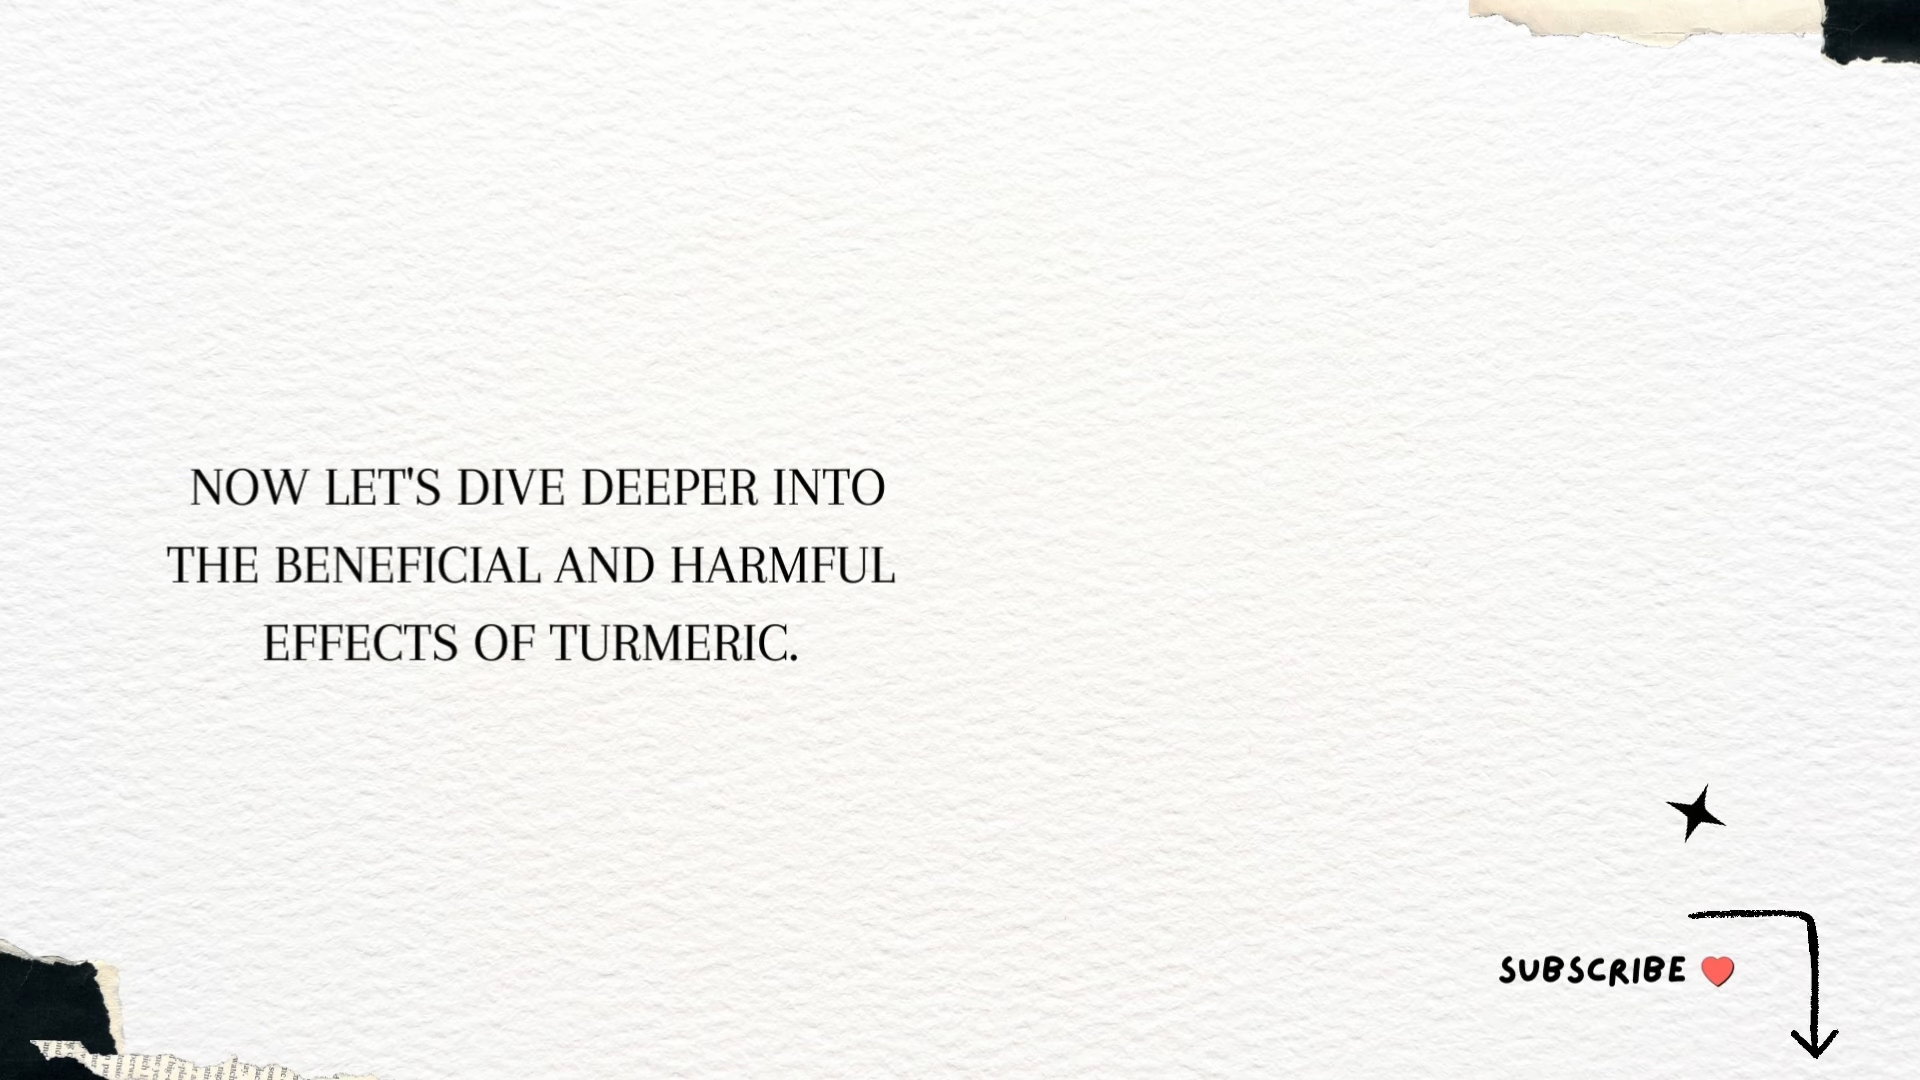 NOW LET'S DIVE DEEPER INTO
THE BENEFICIAL AND HARMFUL
EFFECTS OF TURMERIC.
SUBSCRIBE